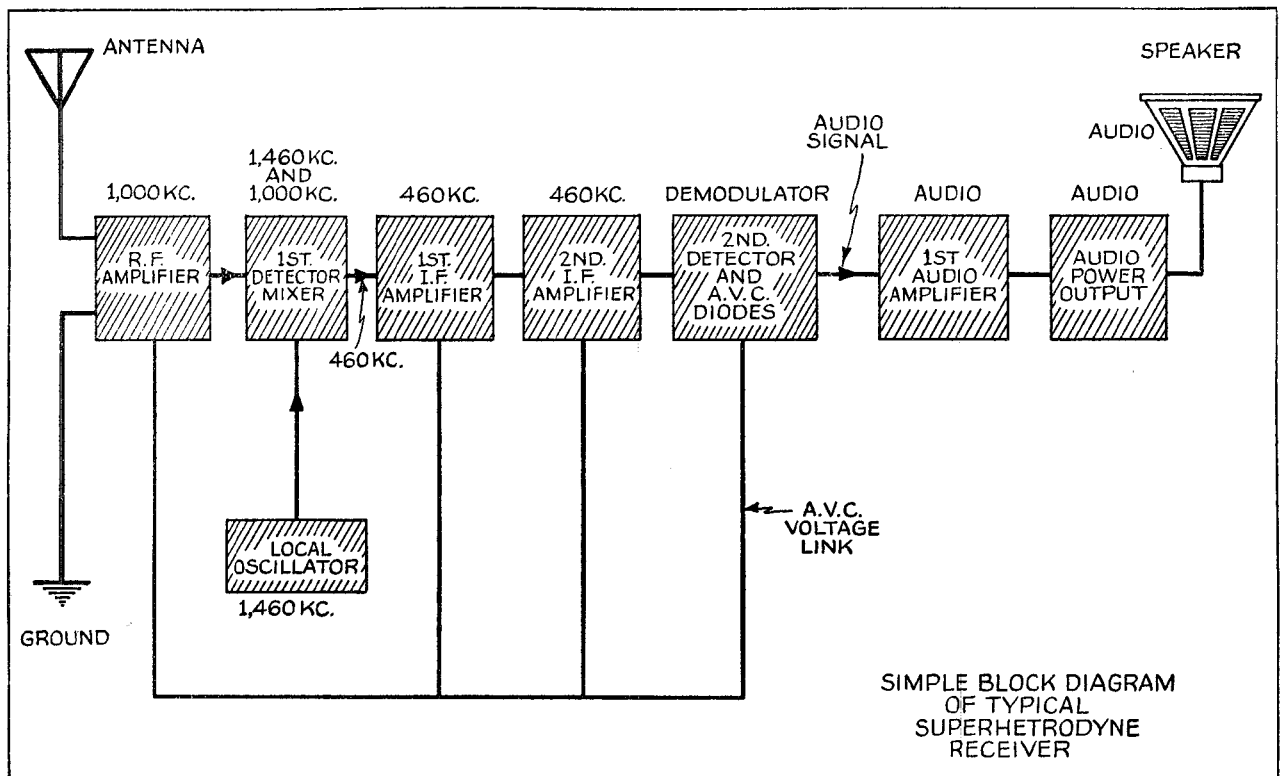 ANTENNA
SPEAKER
AUDIO
SIGNAL
AUDIO
1,460 KC.
AND
1,000 KC.
1,000 KC.
460 KC.
460 KC.
DEMODULATOR
AUDIO
AUDIO
R.F.
AMPLIFIER
1ST.
DETECTOR
MIXER
1ST.
I.F.
AMPLIFIER
2ND.
I.F.
AMPLIFIER
2ND.
DETECTOR
AND
A.V.C.
DIODES
1ST
AUDIO
AMPLIFIER
AUDIO
POWER
OUTPUT
460 KC.
LOCAL
OSCILLATOR
1,460 KC.
A.V.C.
VOLTAGE
LINK
GROUND
SIMPLE BLOCK DIAGRAM
OF TYPICAL
SUPERHETRODYNE
RECEIVER